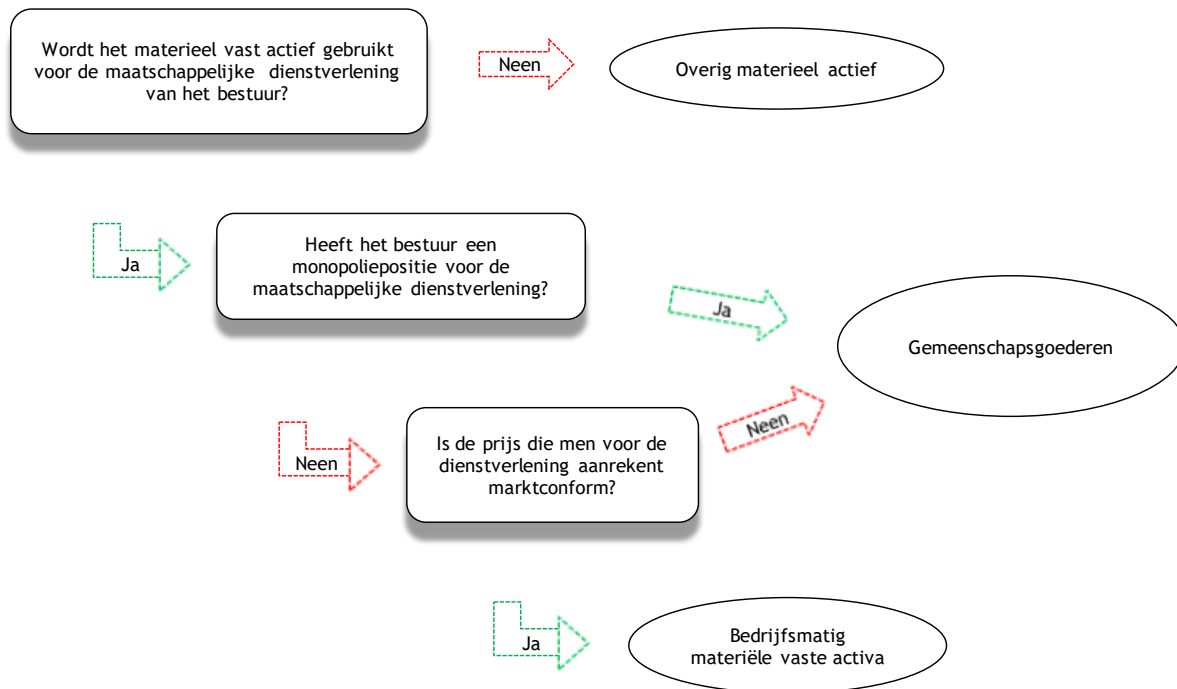 Wordt het materieel vast actief gebruikt
voor de maatschappelijke dienstverlening
van het bestuur?
Neen
Overig materieel actief
Ja
Heeft het bestuur een
monopoliepositie voor de
maatschappelijke dienstverlening?
Ja
Gemeenschapsgoederen
Neen
Is de prijs die men voor de
dienstverlening aanrekent
marktconform?
Neen
Ja
Bedrijfsmatig
materiële vaste activa